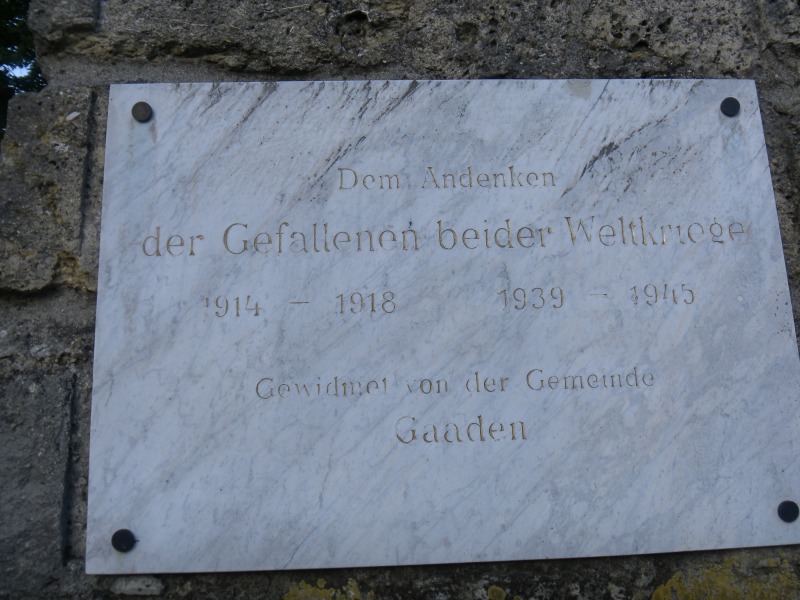 Dem Andenken
der Gefallenen beider Weltkriege
1914 – 1918 1939 – 1945
Gewidmet von der Gemeinde
Gaaden